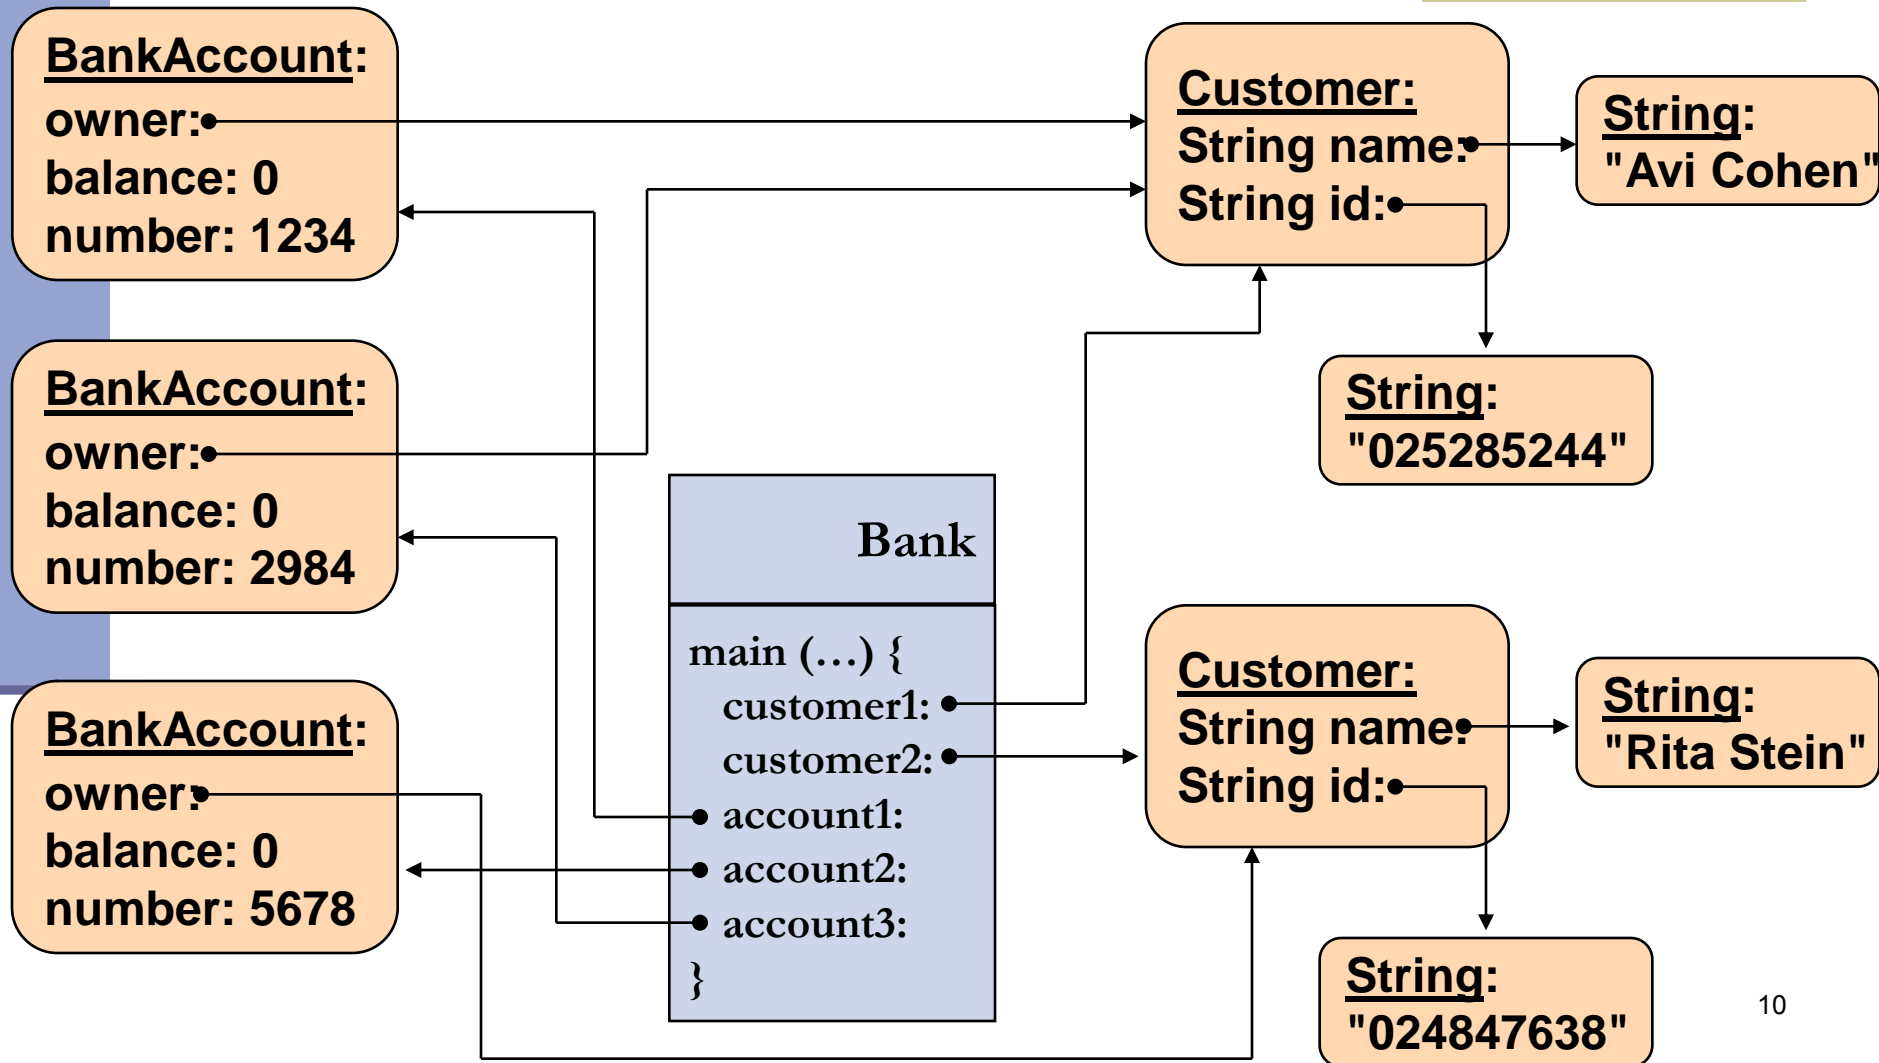 BankAccount:
owner:
balance: 0
number: 1234
Customer:
String name:
String id:
String:
"Avi Cohen"
String:
"025285244"
BankAccount:
owner:
balance: 0
number: 2984
Bank
main (…) {
customer1:
customer2:
account1:
account2:
account3:
}
BankAccount:
owner:
balance: 0
number: 5678
Customer:
String name:
String id:
String:
"Rita Stein"
String:
"024847638"
10